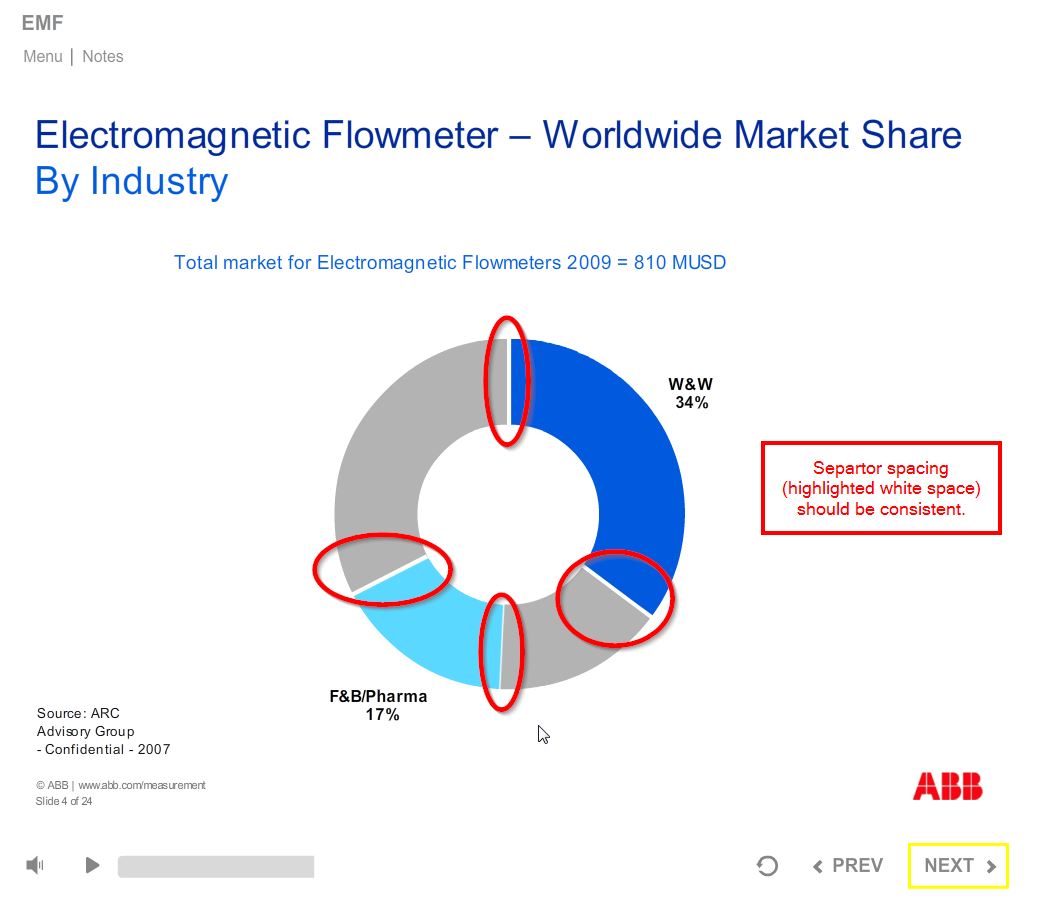 EMF
Menu | Notes
Electromagnetic Flowmeter – Worldwide Market Share
By Industry
Total market for Electromagnetic Flowmeters 2009 = 810 MUSD
W&W
34%
Separtor spacing
(highlighted white space)
should be consistent.
F&B/Pharma
17%
Source: ARC
Advisory Group
- Confidential - 2007
© ABB | www.abb.com/measurement
Slide 4 of 24
ABB
PREV
NEXT